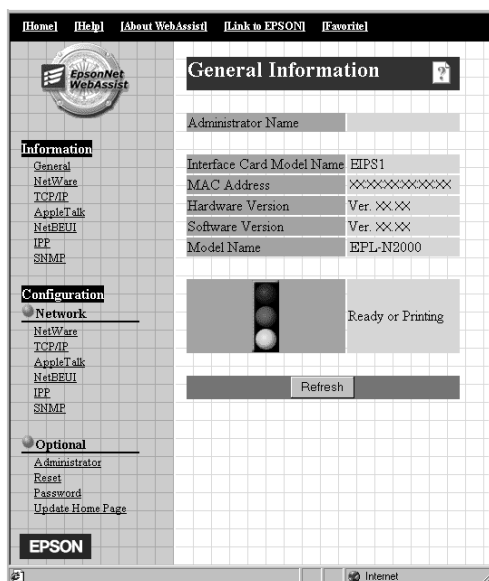 [Home] [Help] [About WebAssist] [Link to EPSON] [Favorite]
EpsonNet
WebAssist
General Information
?
Administrator Name
Information
General
NetWare
TCP/IP
AppleTalk
NetBEUI
IPP
SNMP
Interface Card Model Name EIPS1
MAC Address XXXXXXXXXXXX
Hardware Version Ver. XX.XX
Software Version Ver. XX.XX
Model Name EPL-N2000
Configuration
Network
NetWare
TCP/IP
AppleTalk
NetBEUI
IPP
SNMP
Ready or Printing
Refresh
Optional
Administrator
Reset
Password
Update Home Page
EPSON
Internet